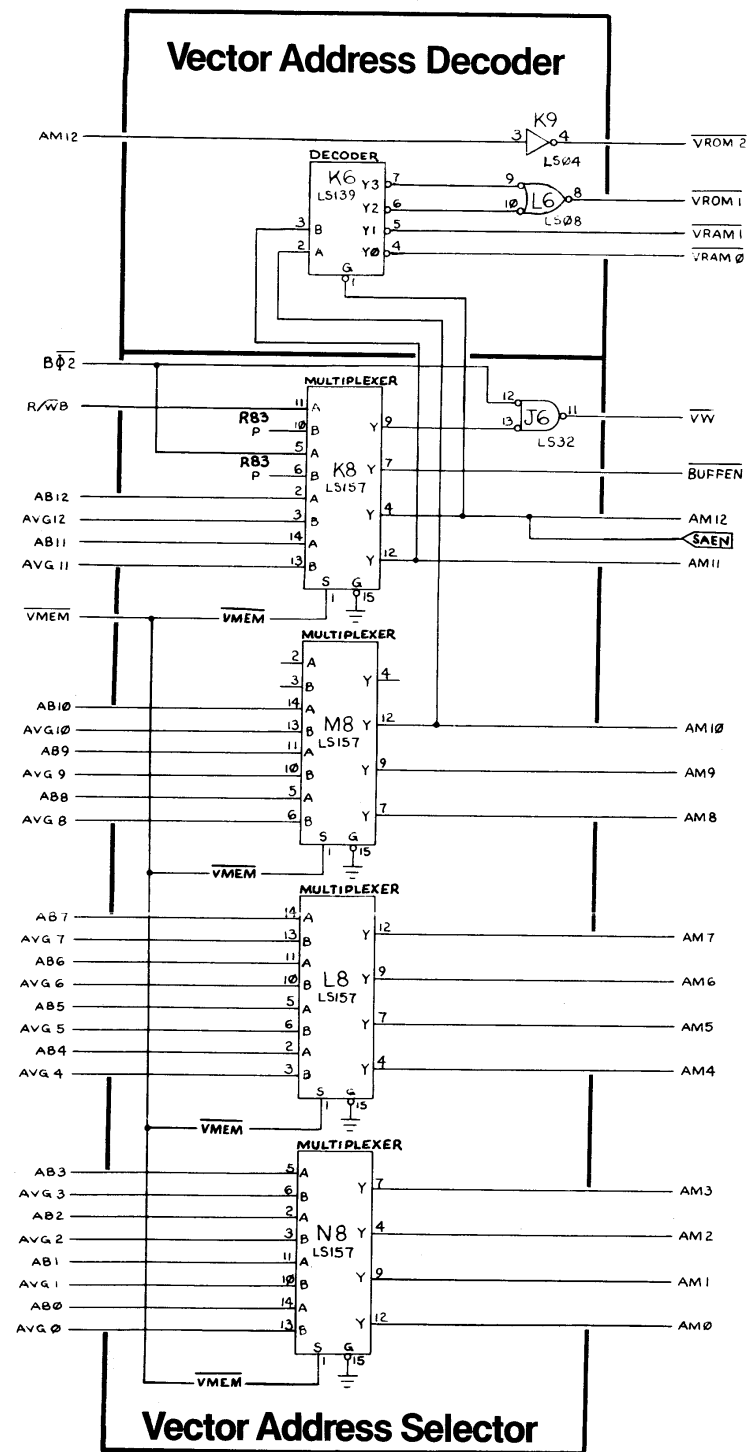 Vector Address Decoder
AM12
3 K9 4
LS04
VROM 2
DECODER
K6
LS139
3 B
2 A
Y3 7
Y2 6
Y1 5
YØ 4
G
1
9
10
L6
8
LSØ8
VROM 1
VRAM 1
VRAM Ø
BΦ2
R/WB
MULTIPLEXER
11 A
R83
P
10 B
5 A
R83
P
6 B
K8
LS157
AB12 2 A
AVG12 3 B
AB11 14 A
AVG 11 13 B
Y 9
Y 7
Y 4
Y 12
12
13
J6
11
LS32
VW
BUFFEN
AM12
SAEN
AM11
S G
1 15
VMEM
VMEM
MULTIPLEXER
2 A
3 B
AB10 14 A
AVG10 13 B
AB9 11 A
AVG 9 10 B
AB8 5 A
AVG 8 6 B
M8
LS157
Y 4
Y 12 AM10
Y 9 AM9
Y 7 AM8
S G
1 15
VMEM
MULTIPLEXER
AB7 14 A
AVG 7 13 B
AB6 11 A
AVG 6 10 B
AB5 5 A
AVG 5 6 B
AB4 2 A
AVG 4 3 B
L8
LS157
Y 12 AM7
Y 9 AM6
Y 7 AM5
Y 4 AM4
S G
1 15
VMEM
MULTIPLEXER
AB3 5 A
AVG 3 6 B
AB2 2 A
AVG 2 3 B
AB1 11 A
AVG 1 10 B
ABØ 14 A
AVG Ø 13 B
N8
LS157
Y 7 AM3
Y 4 AM2
Y 9 AM1
Y 12 AMØ
S G
1 15
VMEM
Vector Address Selector